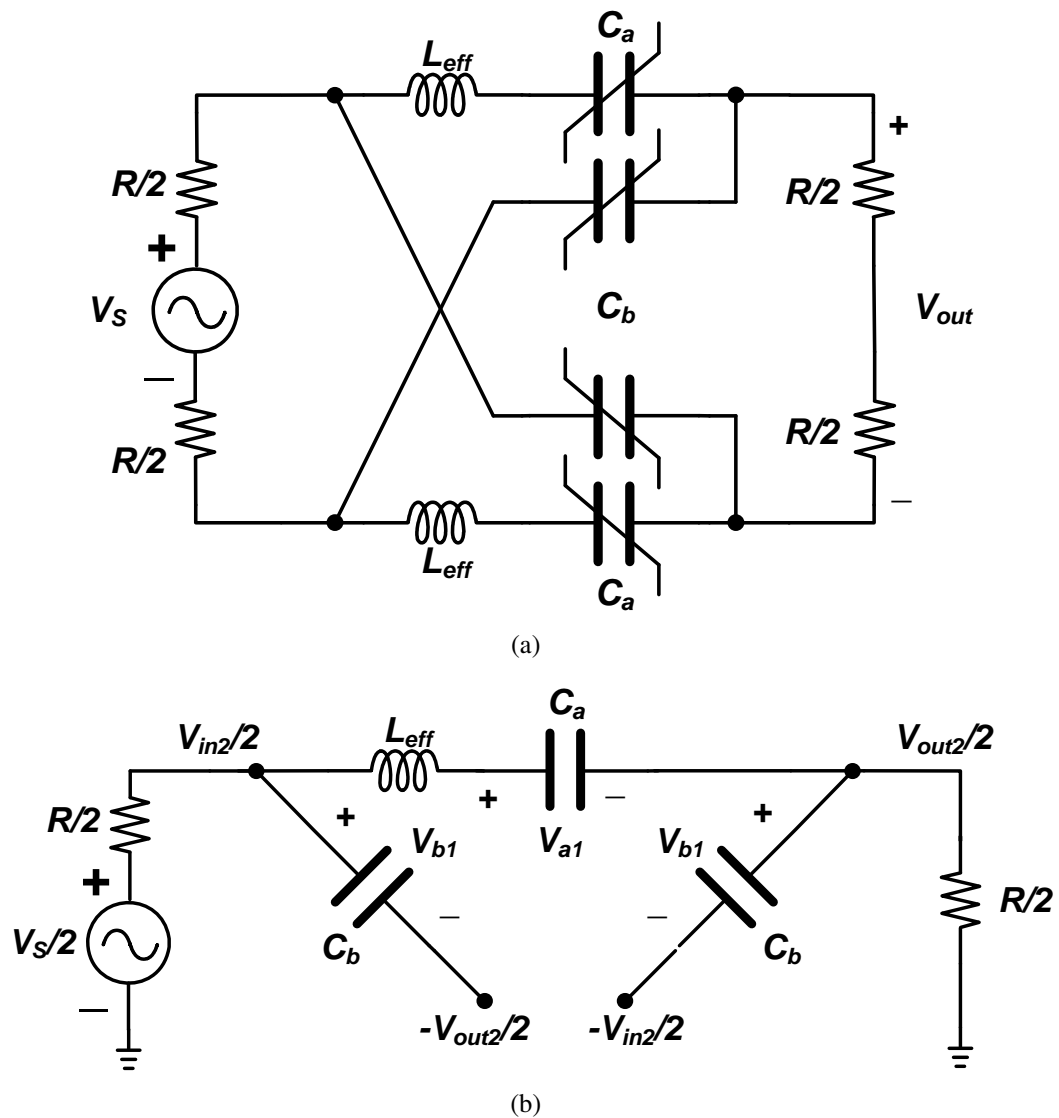 C_a
L_eff
R/2
+
R/2
+
V_S
C_b
V_out
–
R/2
R/2
–
L_eff
C_a
(a)
C_a
V_in2/2
L_eff
V_out2/2
R/2
+
+
–
+
+
V_b1
V_a1
V_b1
R/2
V_S/2
–
–
C_b
C_b
–
-V_out2/2
-V_in2/2
(b)